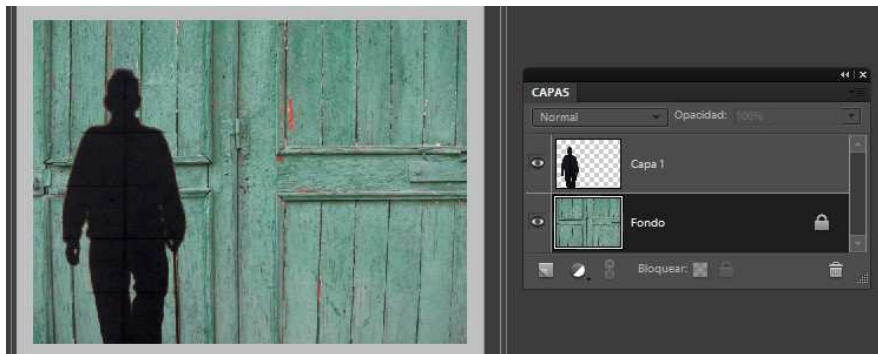 CAPAS
Normal Opacidad: 100%
Capa 1
Fondo
Bloquear: